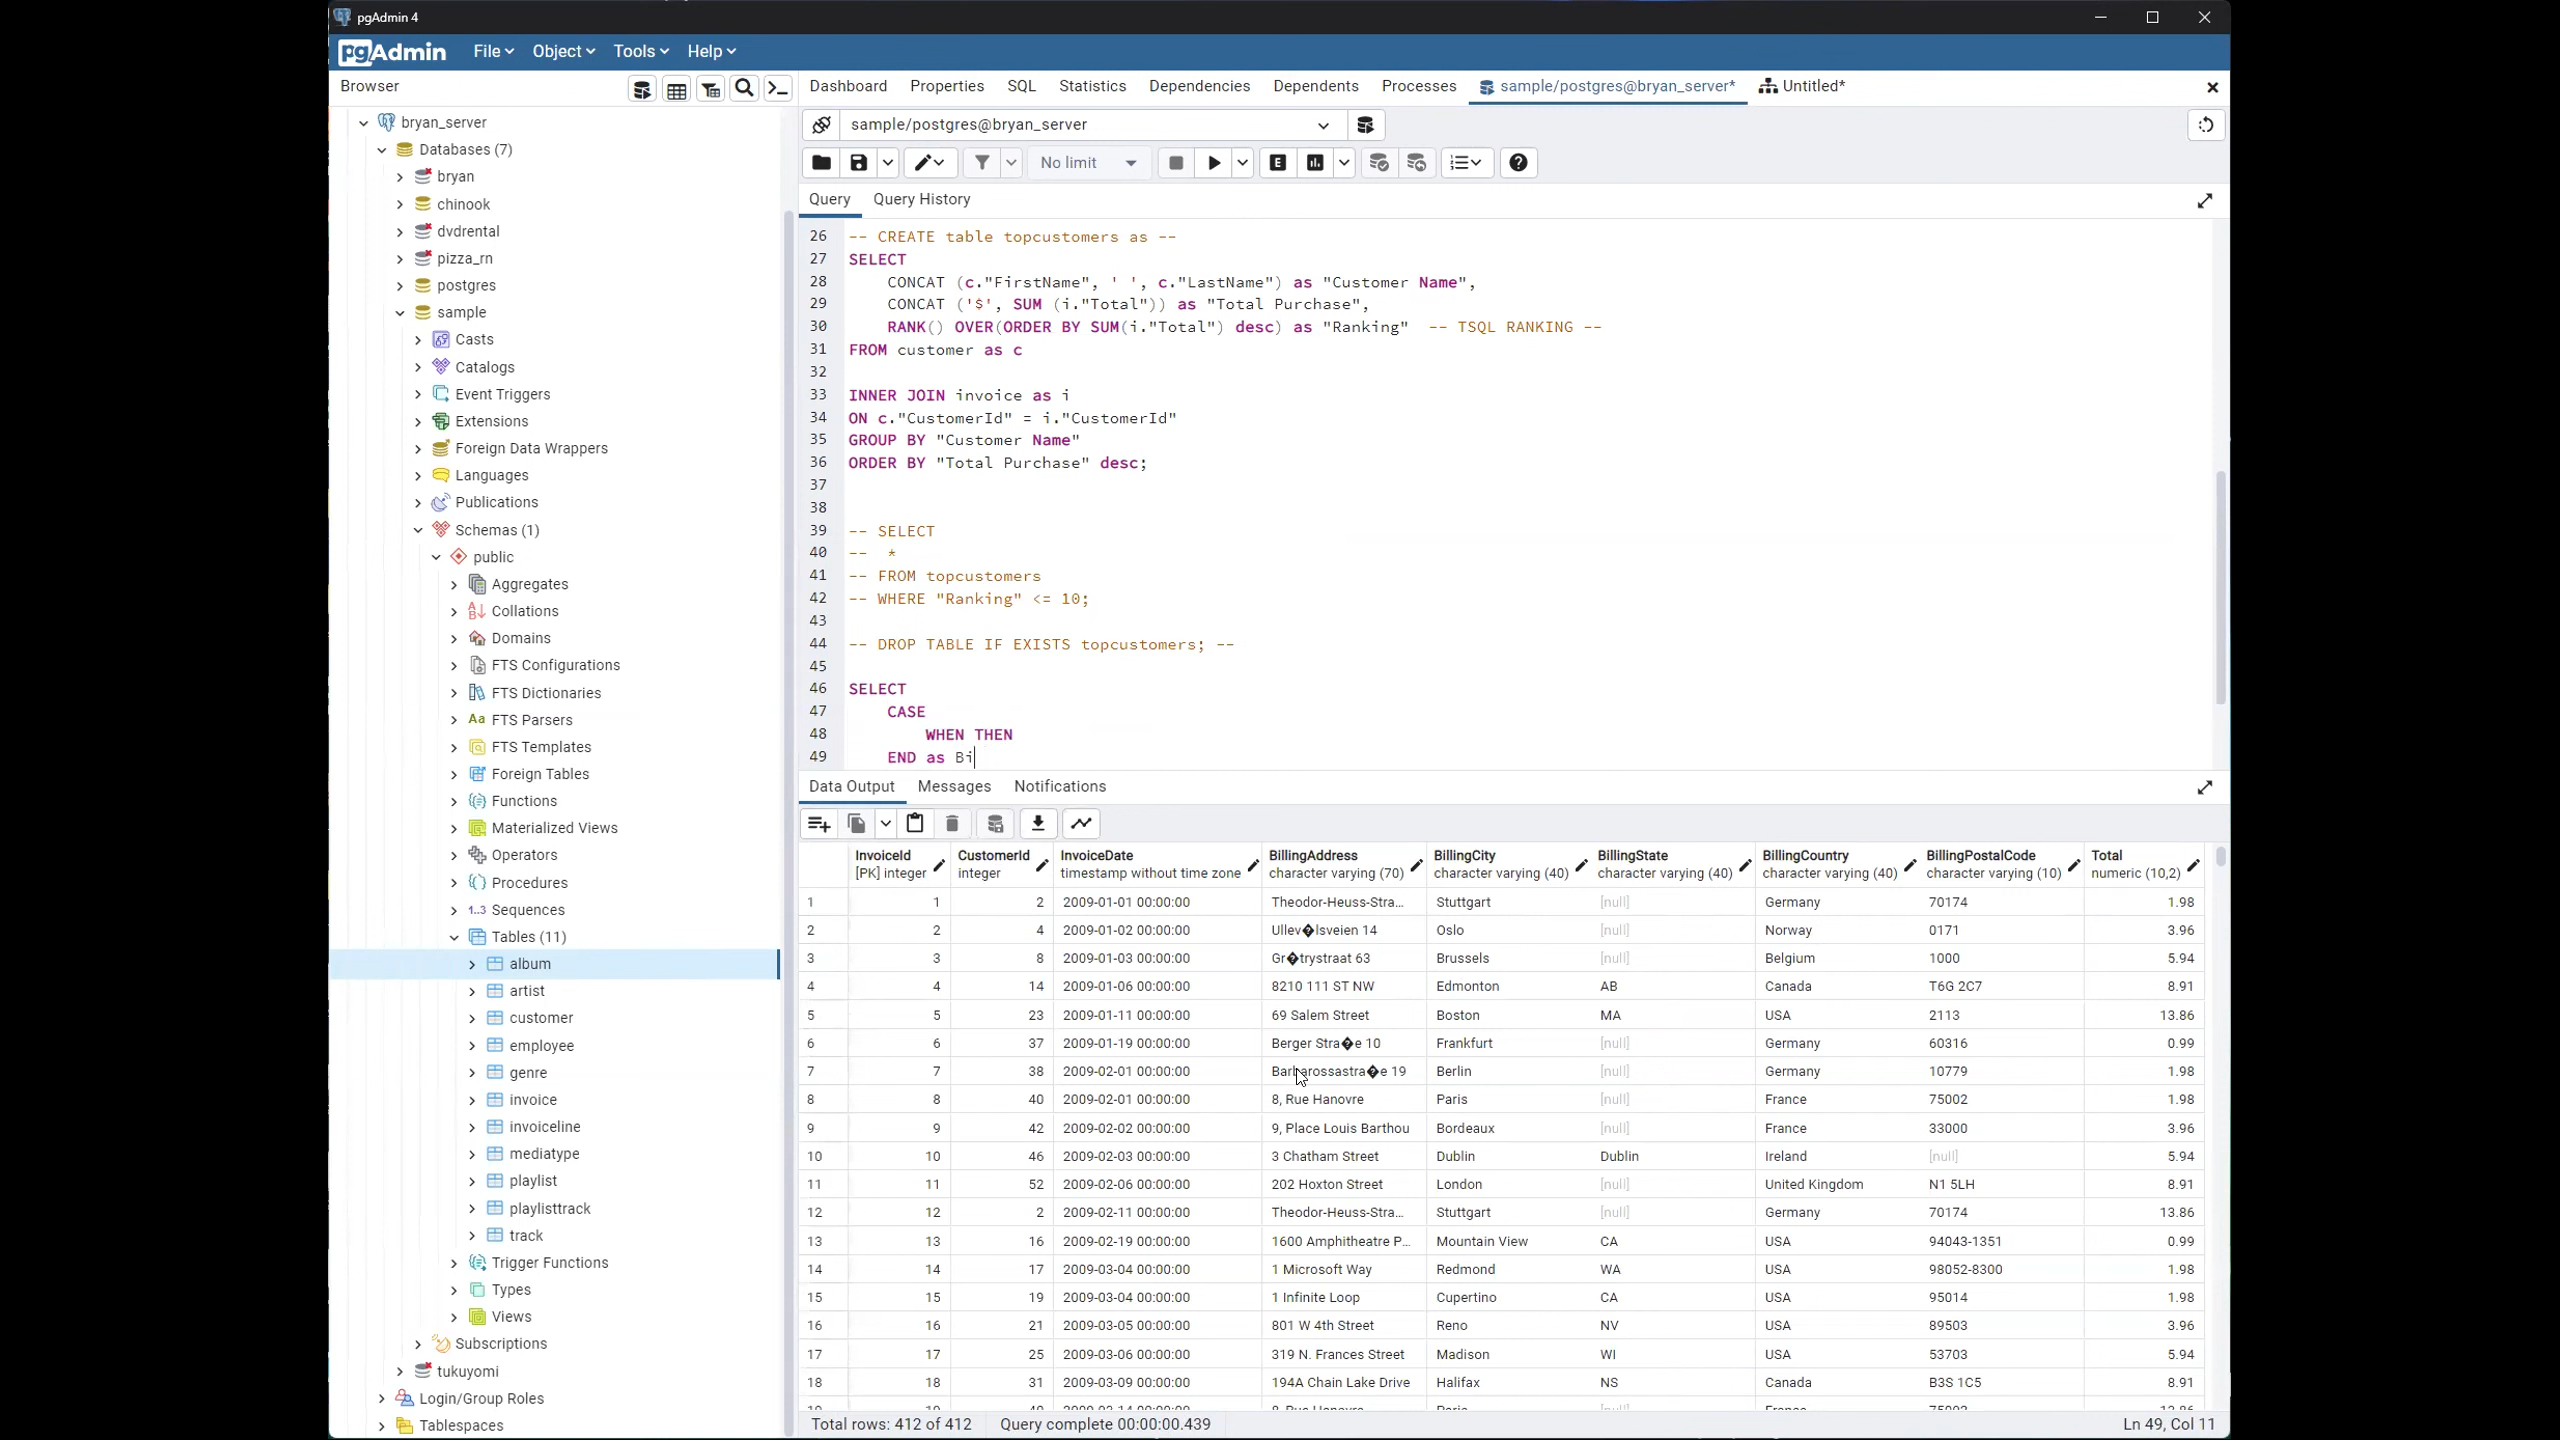 pgAdmin 4
pgAdmin File Object Tools Help
Browser
Dashboard Properties SQL Statistics Dependencies Dependents Processes sample/postgres@bryan_server* Untitled*
bryan_server
Databases (7)
bryan
chinook
dvdrental
pizza_rn
postgres
sample
Casts
Catalogs
Event Triggers
Extensions
Foreign Data Wrappers
Languages
Publications
Schemas (1)
public
Aggregates
Collations
Domains
FTS Configurations
FTS Dictionaries
Aa FTS Parsers
FTS Templates
Foreign Tables
Functions
Materialized Views
Operators
Procedures
1..3 Sequences
Tables (11)
album
artist
customer
employee
genre
invoice
invoiceline
mediatype
playlist
playlisttrack
track
Trigger Functions
Types
Views
Subscriptions
tukuyomi
Login/Group Roles
Tablespaces
sample/postgres@bryan_server
No limit
E
Query Query History
26 -- CREATE table topcustomers as --
27 SELECT
28 CONCAT (c."FirstName", ' ', c."LastName") as "Customer Name",
29 CONCAT ('$', SUM (i."Total")) as "Total Purchase",
30 RANK() OVER(ORDER BY SUM(i."Total") desc) as "Ranking" -- TSQL RANKING --
31 FROM customer as c
32
33 INNER JOIN invoice as i
34 ON c."CustomerId" = i."CustomerId"
35 GROUP BY "Customer Name"
36 ORDER BY "Total Purchase" desc;
37
38
39 -- SELECT
40 -- *
41 -- FROM topcustomers
42 -- WHERE "Ranking" <= 10;
43
44 -- DROP TABLE IF EXISTS topcustomers; --
45
46 SELECT
47 CASE
48 WHEN THEN
49 END as Bi
Data Output Messages Notifications
InvoiceId CustomerId InvoiceDate BillingAddress BillingCity BillingState BillingCountry BillingPostalCode Total
[PK] integer integer timestamp without time zone character varying (70) character varying (40) character varying (40) character varying (40) character varying (10) numeric (10,2)
1 1 2 2009-01-01 00:00:00 Theodor-Heuss-Stra... Stuttgart [null] Germany 70174 1.98
2 2 4 2009-01-02 00:00:00 Ullev�lsveien 14 Oslo [null] Norway 0171 3.96
3 3 8 2009-01-03 00:00:00 Gr�trystraat 63 Brussels [null] Belgium 1000 5.94
4 4 14 2009-01-06 00:00:00 8210 111 ST NW Edmonton AB Canada T6G 2C7 8.91
5 5 23 2009-01-11 00:00:00 69 Salem Street Boston MA USA 2113 13.86
6 6 37 2009-01-19 00:00:00 Berger Stra�e 10 Frankfurt [null] Germany 60316 0.99
7 7 38 2009-02-01 00:00:00 Barbarossastra�e 19 Berlin [null] Germany 10779 1.98
8 8 40 2009-02-01 00:00:00 8, Rue Hanovre Paris [null] France 75002 1.98
9 9 42 2009-02-02 00:00:00 9, Place Louis Barthou Bordeaux [null] France 33000 3.96
10 10 46 2009-02-03 00:00:00 3 Chatham Street Dublin Dublin Ireland [null] 5.94
11 11 52 2009-02-06 00:00:00 202 Hoxton Street London [null] United Kingdom N1 5LH 8.91
12 12 2 2009-02-11 00:00:00 Theodor-Heuss-Stra... Stuttgart [null] Germany 70174 13.86
13 13 16 2009-02-19 00:00:00 1600 Amphitheatre P... Mountain View CA USA 94043-1351 0.99
14 14 17 2009-03-04 00:00:00 1 Microsoft Way Redmond WA USA 98052-8300 1.98
15 15 19 2009-03-04 00:00:00 1 Infinite Loop Cupertino CA USA 95014 1.98
16 16 21 2009-03-05 00:00:00 801 W 4th Street Reno NV USA 89503 3.96
17 17 25 2009-03-06 00:00:00 319 N. Frances Street Madison WI USA 53703 5.94
18 18 31 2009-03-09 00:00:00 194A Chain Lake Drive Halifax NS Canada B3S 1C5 8.91
Total rows: 412 of 412 Query complete 00:00:00.439 Ln 49, Col 11